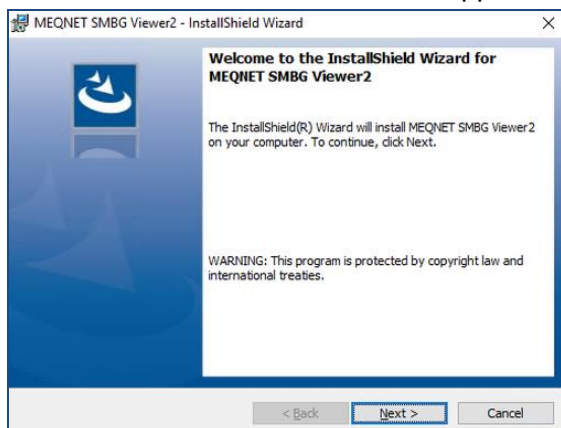 MEQNET SMBG Viewer2 - InstallShield Wizard
Welcome to the InstallShield Wizard for
MEQNET SMBG Viewer2
The InstallShield(R) Wizard will install MEQNET SMBG Viewer2
on your computer. To continue, click Next.
WARNING: This program is protected by copyright law and
international treaties.
< Back
Next >
Cancel